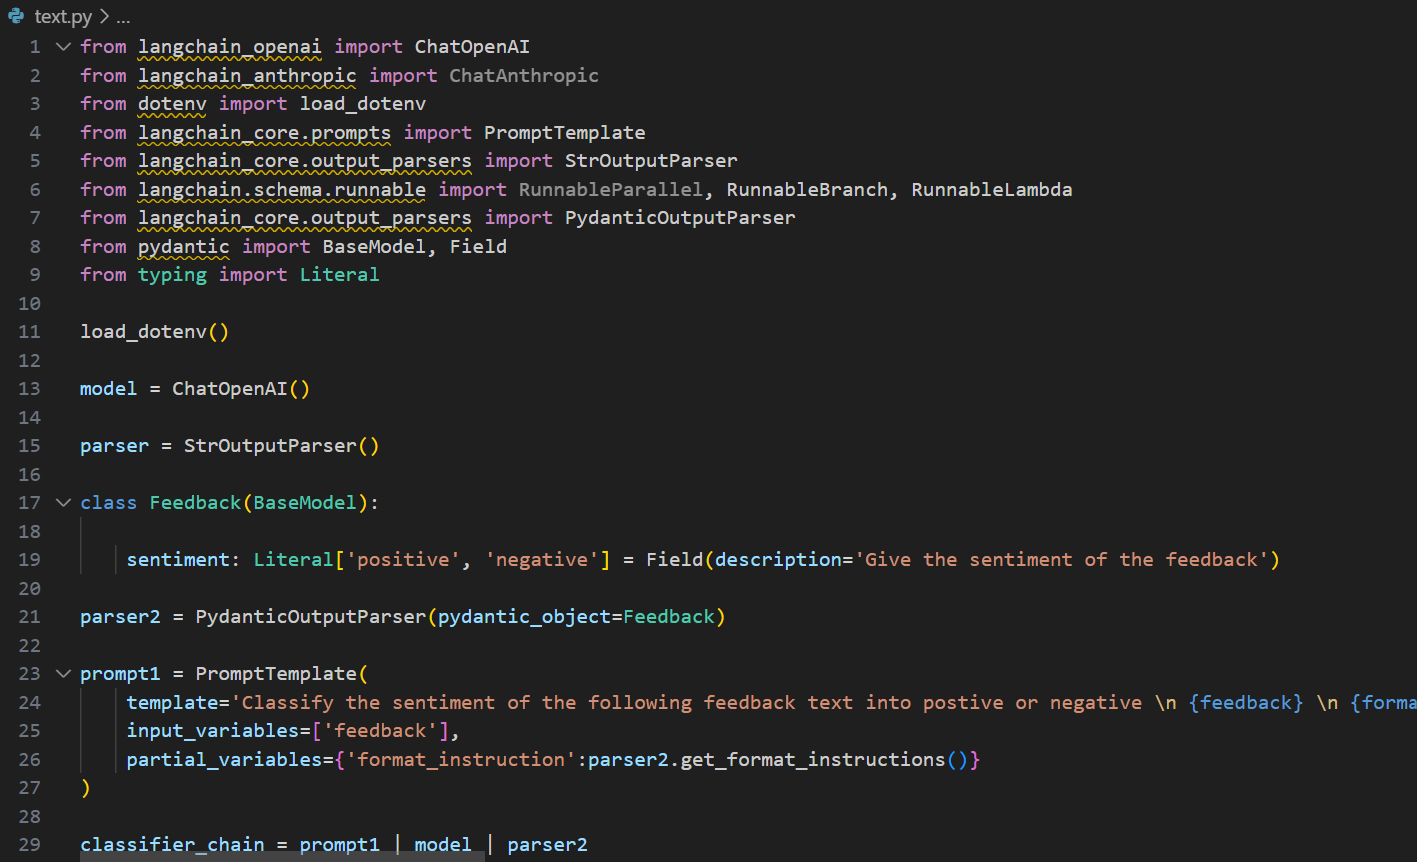 text.py > ...
1 from langchain_openai import ChatOpenAI
2 from langchain_anthropic import ChatAnthropic
3 from dotenv import load_dotenv
4 from langchain_core.prompts import PromptTemplate
5 from langchain_core.output_parsers import StrOutputParser
6 from langchain.schema.runnable import RunnableParallel, RunnableBranch, RunnableLambda
7 from langchain_core.output_parsers import PydanticOutputParser
8 from pydantic import BaseModel, Field
9 from typing import Literal
10
11 load_dotenv()
12
13 model = ChatOpenAI()
14
15 parser = StrOutputParser()
16
17 class Feedback(BaseModel):
18
19     sentiment: Literal['positive', 'negative'] = Field(description='Give the sentiment of the feedback')
20
21 parser2 = PydanticOutputParser(pydantic_object=Feedback)
22
23 prompt1 = PromptTemplate(
24     template='Classify the sentiment of the following feedback text into postive or negative \n {feedback} \n {forma
25     input_variables=['feedback'],
26     partial_variables={'format_instruction':parser2.get_format_instructions()}
27 )
28
29 classifier_chain = prompt1 | model | parser2